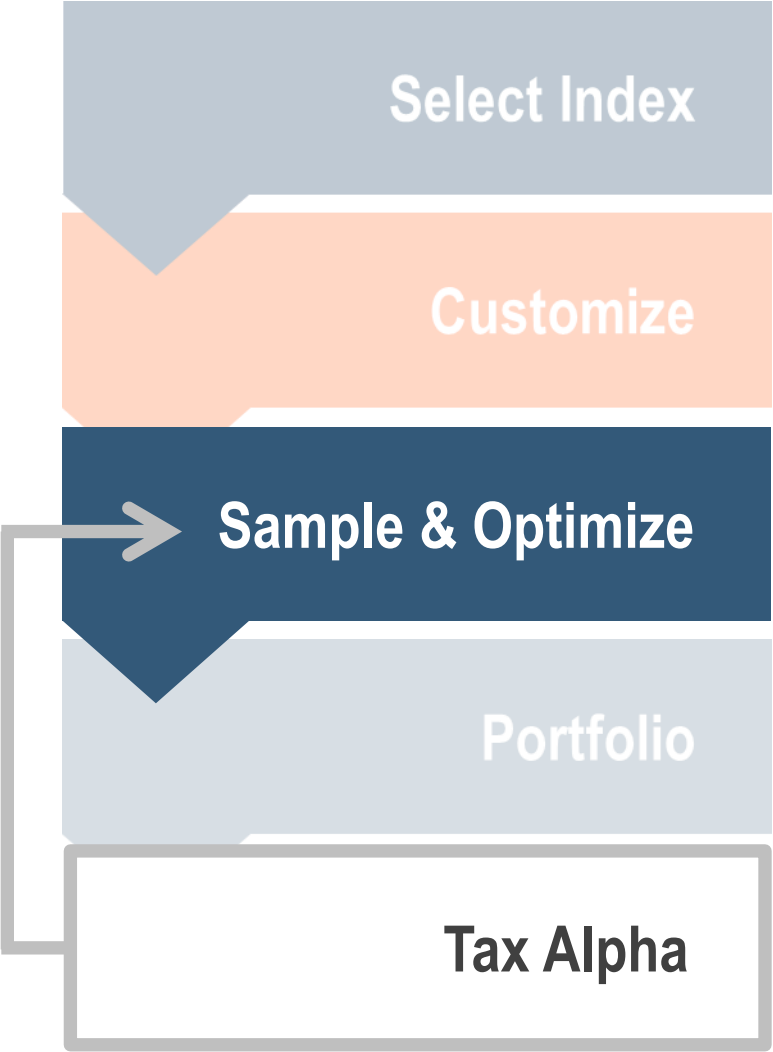 Select Index
Customize
Sample & Optimize
Portfolio
Tax Alpha